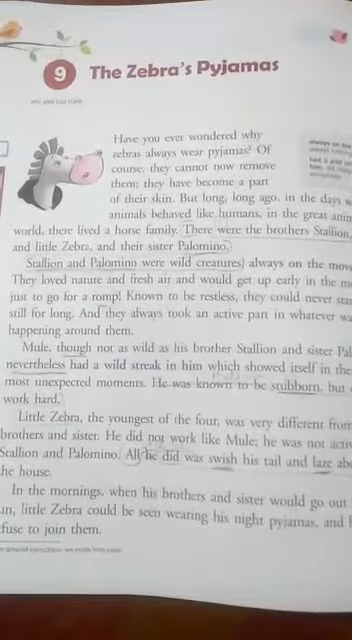 9 The Zebra's Pyjamas
ART AND CULTURE
Have you ever wondered why
zebras always wear pyjamas? Of
course, they cannot now remove
them; they have become a part
of their skin. But long, long ago, in the days
animals behaved like humans, in the great
world, there lived a horse family. There were the brothers Stallion,
and little Zebra, and their sister Palomino.
Stallion and Palomino were wild creatures, always on the
They loved nature and fresh air and would get up early in the
just to go for a romp! Known to be restless, they could never
still for long. And they always took an active part in whatever
happening around them.
Mule, though not as wild as his brother Stallion and sister
nevertheless had a wild streak in him which showed itself in the
most unexpected moments. He was known to be stubborn, but
work hard.
Little Zebra, the youngest of the four, was very different from
brothers and sister. He did not work like Mule; he was not
Stallion and Palomino. All he did was swish his tail and laze
he house.
In the mornings, when his brothers and sister would go out
un, little Zebra could be seen wearing his night pyjamas, and
fuse to join them.